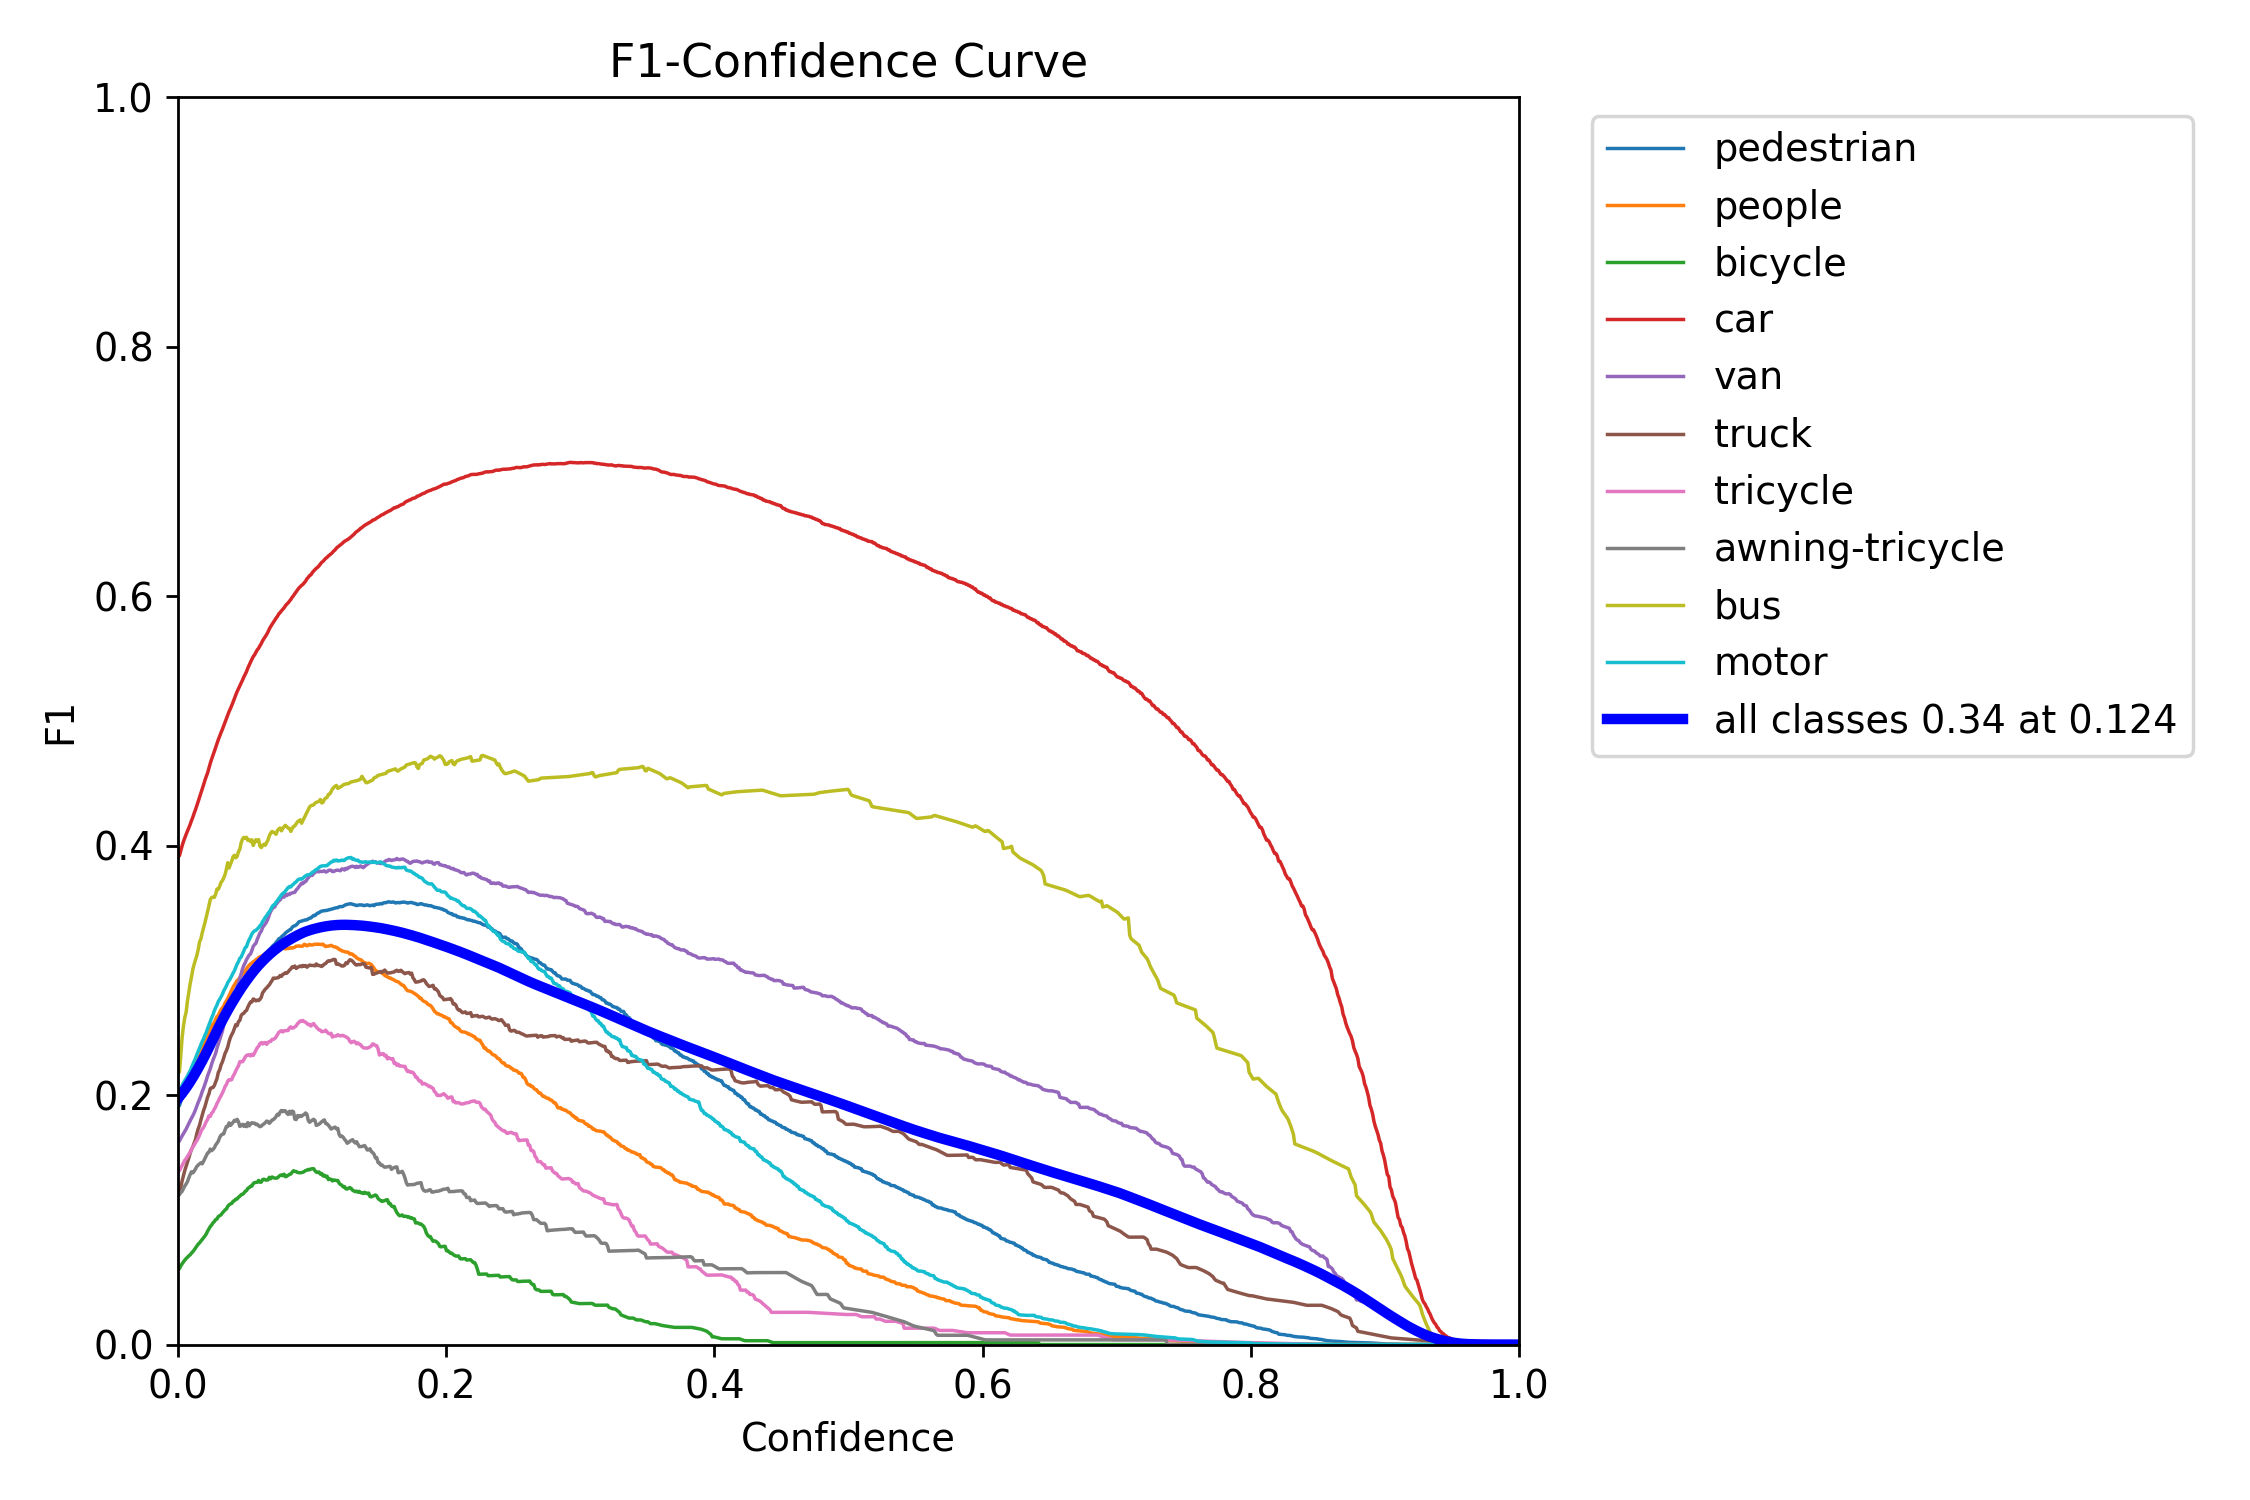 F1-Confidence Curve
1.0
0.8
0.6
0.4
0.2
0.0
F1
0.0 0.2 0.4 0.6 0.8 1.0
Confidence
pedestrian
people
bicycle
car
van
truck
tricycle
awning-tricycle
bus
motor
all classes 0.34 at 0.124